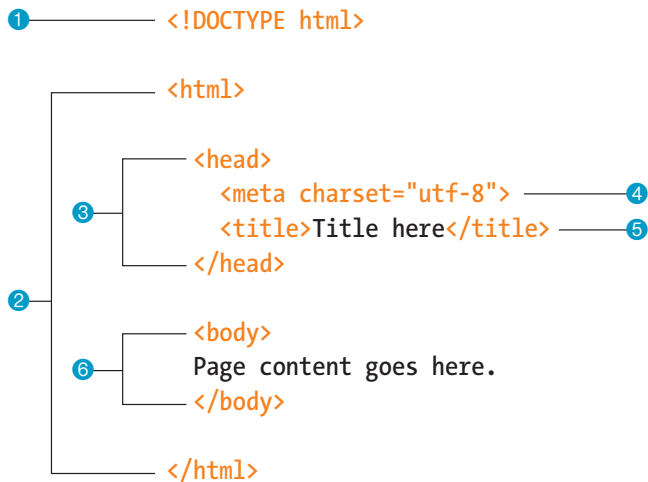 1 <!DOCTYPE html>
<html>
3 <head>
<meta charset="utf-8"> 4
<title>Title here</title> 5
</head>
2
<body>
6 Page content goes here.
</body>
</html>